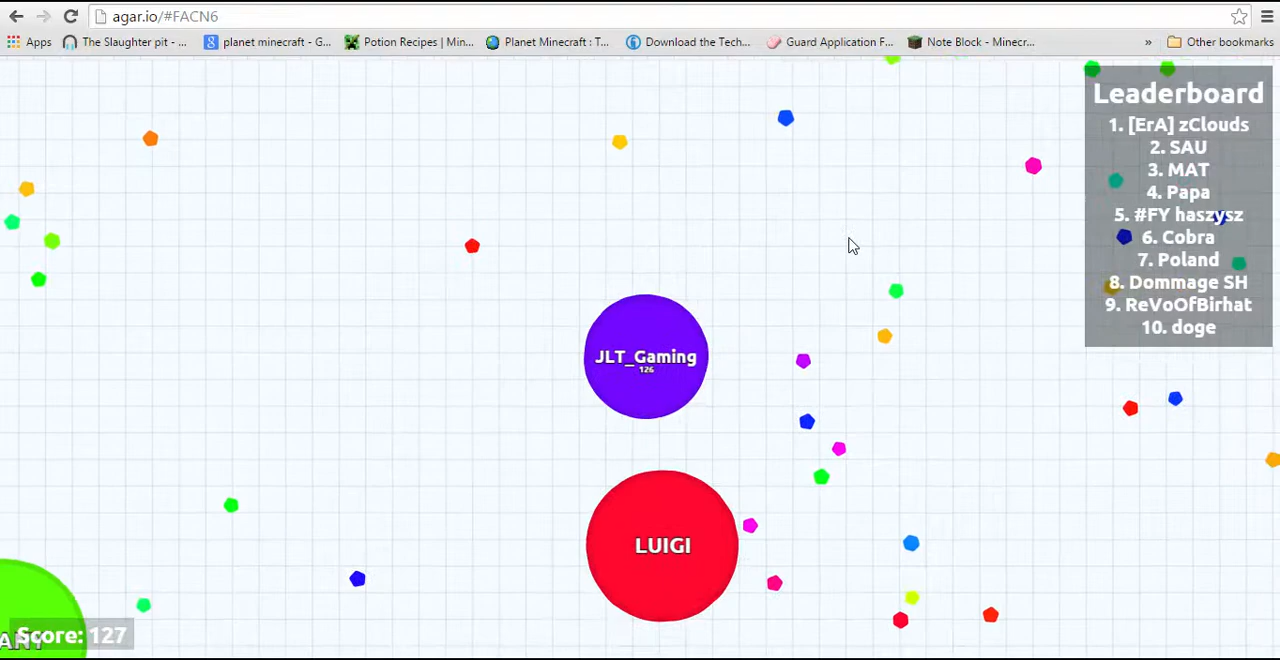 agar.io/#FACN6
Apps
The Slaughter pit - ...
planet minecraft - G...
Potion Recipes | Min...
Planet Minecraft : T...
Download the Tech...
Guard Application F...
Note Block - Minecr...
»
Other bookmarks
Leaderboard
1. [ErA] zClouds
2. SAU
3. MAT
4. Papa
5. #FY haszysz
6. Cobra
7. Poland
8. Dommage SH
9. ReVoOfBirhat
10. doge
JLT_Gaming
126
LUIGI
Score: 127